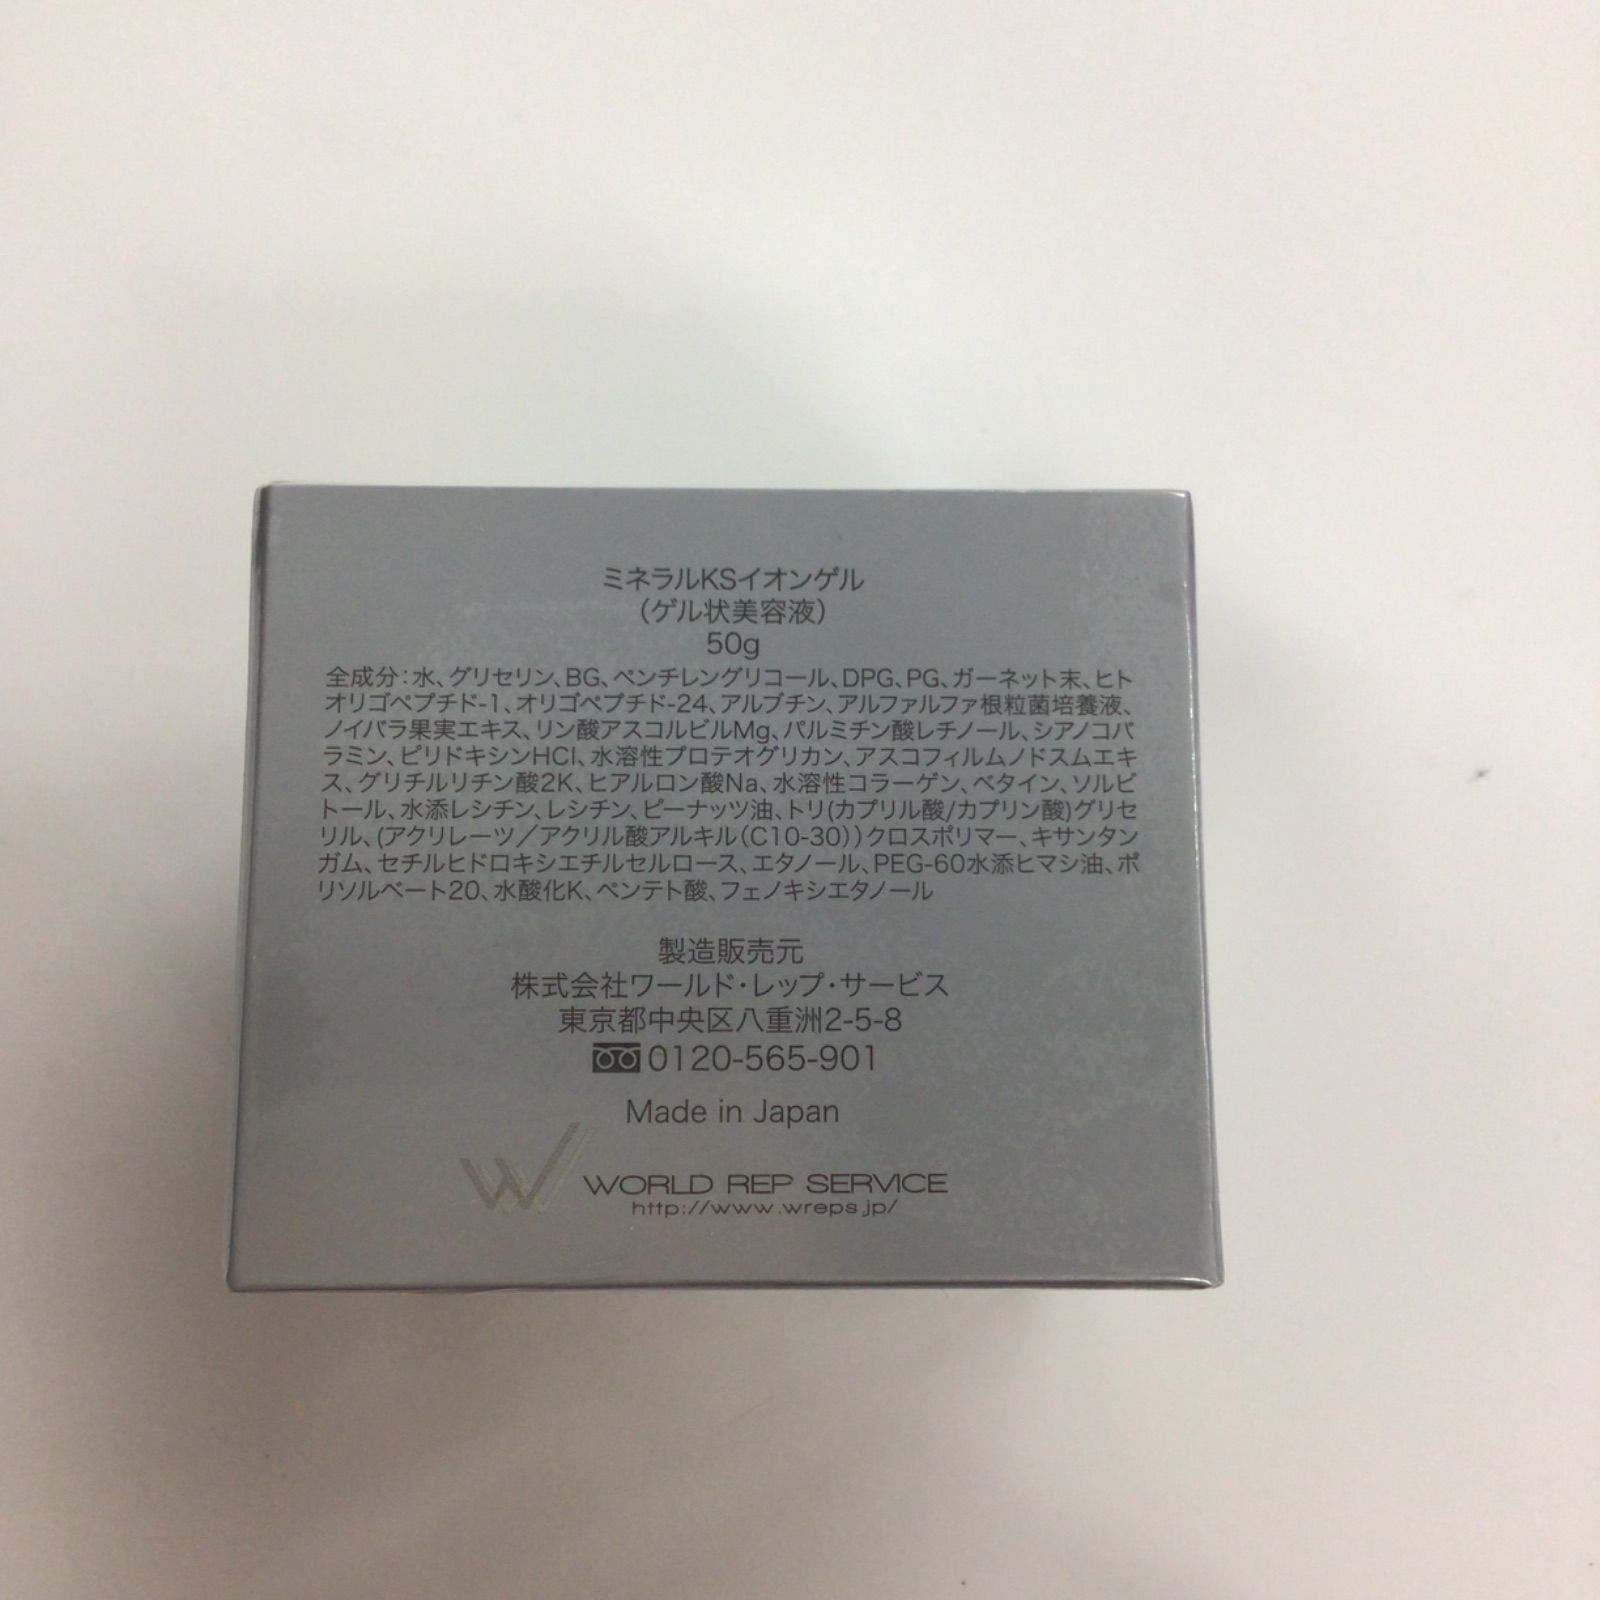 ミネラルKSイオンゲル
（ゲル状美容液）
50g
全成分：水、グリセリン、BG、ペンチレングリコール、DPG、PG、ガーネット末、ヒト
オリゴペプチド-1、オリゴペプチド-24、アルブチン、アルファルファ根粒菌培養液、
ノイバラ果実エキス、リン酸アスコルビルMg、パルミチン酸レチノール、シアノコバ
ラミン、ピリドキシンHCl、水溶性プロテオグリカン、アスコフィルムノドスムエキ
ス、グリチルリチン酸2K、ヒアルロン酸Na、水溶性コラーゲン、ベタイン、ソルビ
トール、水添レシチン、レシチン、ピーナッツ油、トリ(カプリル酸/カプリン酸)グリセ
リル、(アクリレーツ／アクリル酸アルキル（C10-30））クロスポリマー、キサンタン
ガム、セチルヒドロキシエチルセルロース、エタノール、PEG-60水添ヒマシ油、ポ
リソルベート20、水酸化K、ペンテト酸、フェノキシエタノール
製造販売元
株式会社ワールド・レップ・サービス
東京都中央区八重洲2-5-8
0120-565-901
Made in Japan
W WORLD REP SERVICE
http://www.wreps.jp/